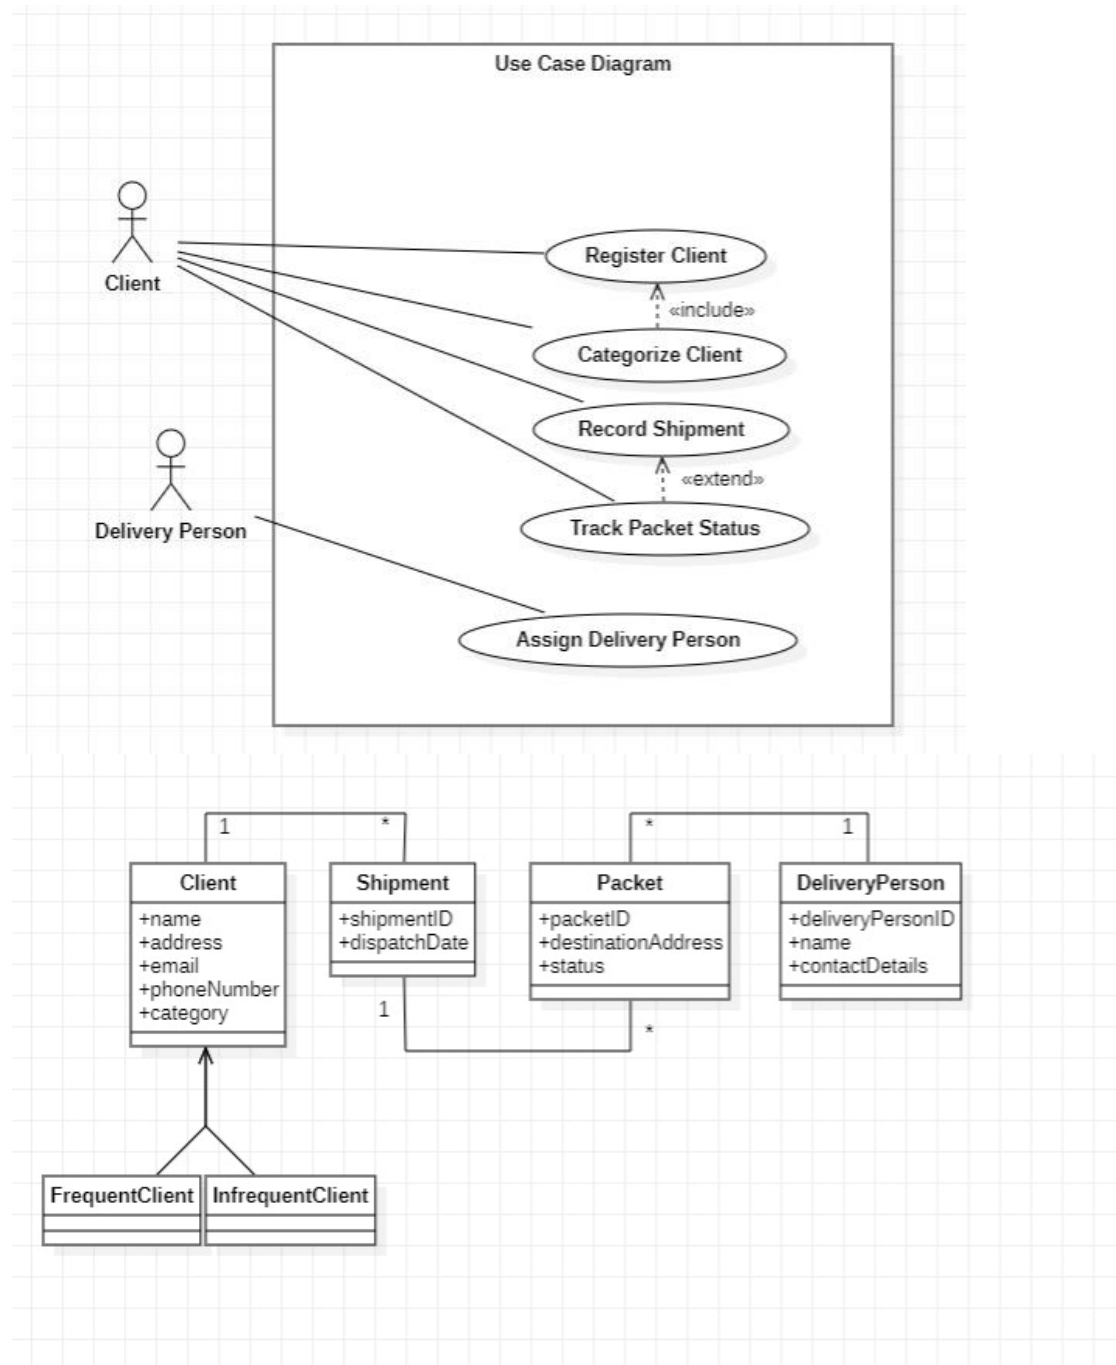 Use Case Diagram
Client
Register Client
«include»
Categorize Client
Record Shipment
«extend»
Delivery Person
Track Packet Status
Assign Delivery Person
1
*
*
1
Client
+name
+address
+email
+phoneNumber
+category
Shipment
+shipmentID
+dispatchDate
Packet
+packetID
+destinationAddress
+status
DeliveryPerson
+deliveryPersonID
+name
+contactDetails
1
*
FrequentClient
InfrequentClient